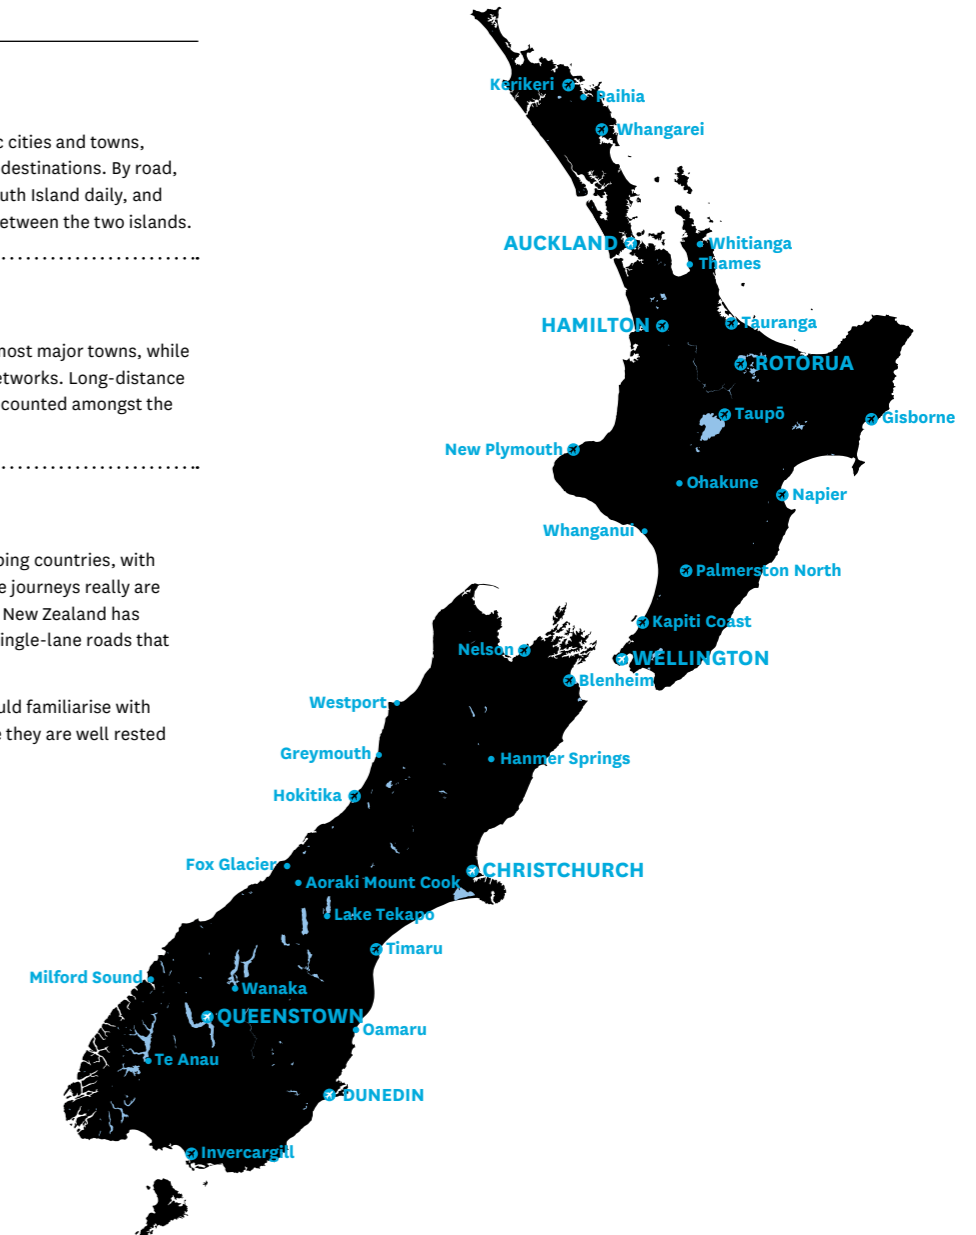 c cities and towns,
destinations. By road,
uth Island daily, and
etween the two islands.
most major towns, while
etworks. Long-distance
counted amongst the
ping countries, with
e journeys really are
New Zealand has
ingle-lane roads that
uld familiarise with
e they are well rested
Kerikeri
Paihia
Whangarei
AUCKLAND
Whitianga
Thames
HAMILTON
Tauranga
ROTORUA
Taupō
Gisborne
New Plymouth
Ohakune
Napier
Whanganui
Palmerston North
Kapiti Coast
Nelson
WELLINGTON
Blenheim
Westport
Greymouth
Hanmer Springs
Hokitika
Fox Glacier
CHRISTCHURCH
Aoraki Mount Cook
Lake Tekapo
Timaru
Milford Sound
Wanaka
QUEENSTOWN
Oamaru
Te Anau
DUNEDIN
Invercargill